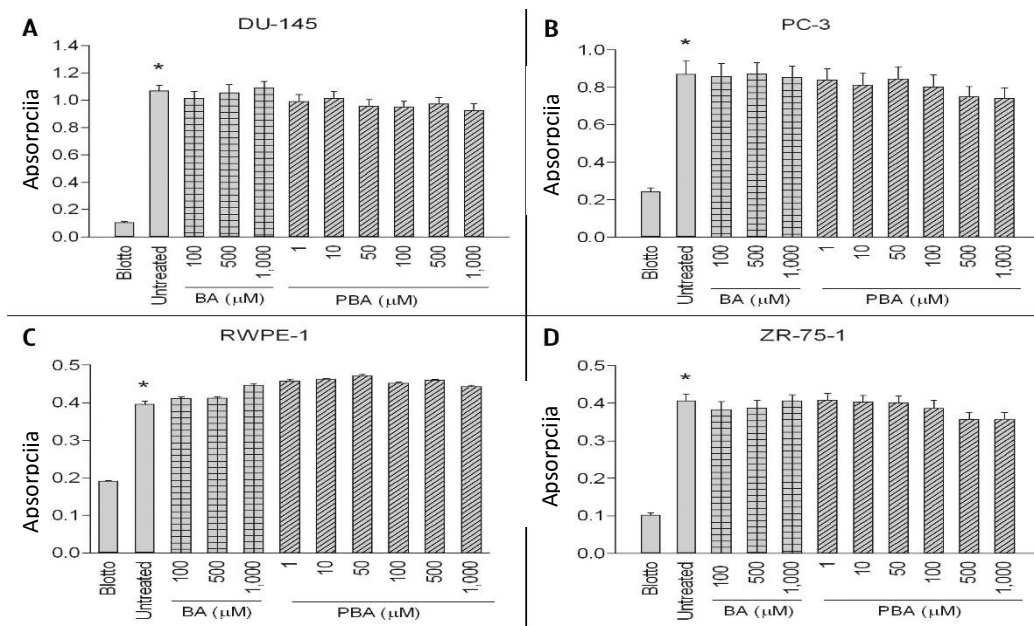 A
DU-145
Apsorpciia
1.4
1.2
1.0
0.8
0.6
0.4
0.2
0.0
Blotto
Untreated
100
500
1,000
1
10
50
100
500
1,000
BA (μM)
PBA (μM)
B
PC-3
Apsorpciia
1.0
0.8
0.6
0.4
0.2
0.0
*
Blotto
Untreated
100
500
1,000
1
10
50
100
500
1,000
BA (μM)
PBA (μM)
C
RWPE-1
Apsorpciia
0.5
0.4
0.3
0.2
0.1
0.0
*
Blotto
Untreated
100
500
1,000
1
10
50
100
500
1,000
BA (μM)
PBA (μM)
D
ZR-75-1
Apsorpciia
0.5
0.4
0.3
0.2
0.1
0.0
*
Blotto
Untreated
100
500
1,000
1
10
50
100
500
1,000
BA (μM)
PBA (μM)